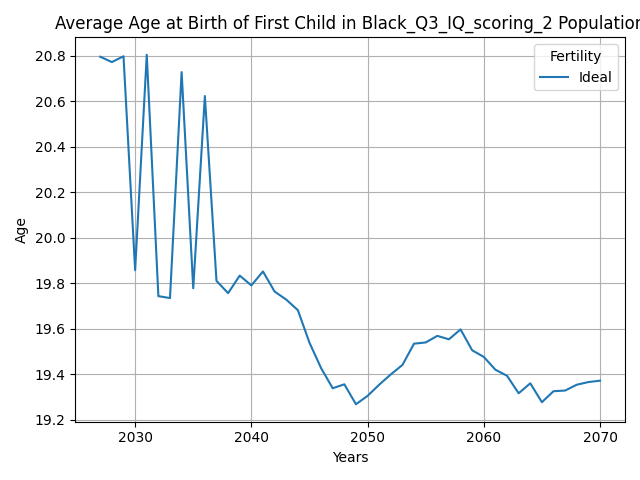 Average Age at Birth of First Child in Black_Q3_IQ_scoring_2 Population
Fertility
Ideal
Age
20.8
20.6
20.4
20.2
20.0
19.8
19.6
19.4
19.2
2030 2040 2050 2060 2070
Years